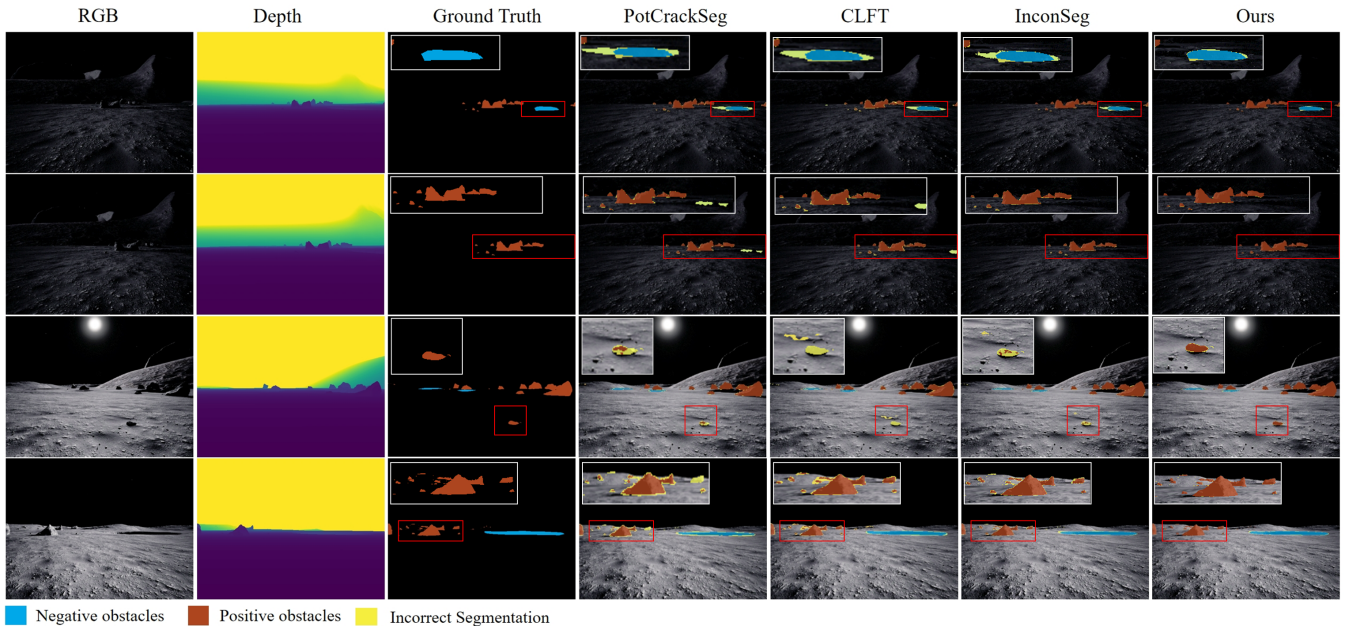 RGB Depth Ground Truth PotCrackSeg CLFT InconSeg Ours
Negative obstacles Positive obstacles Incorrect Segmentation